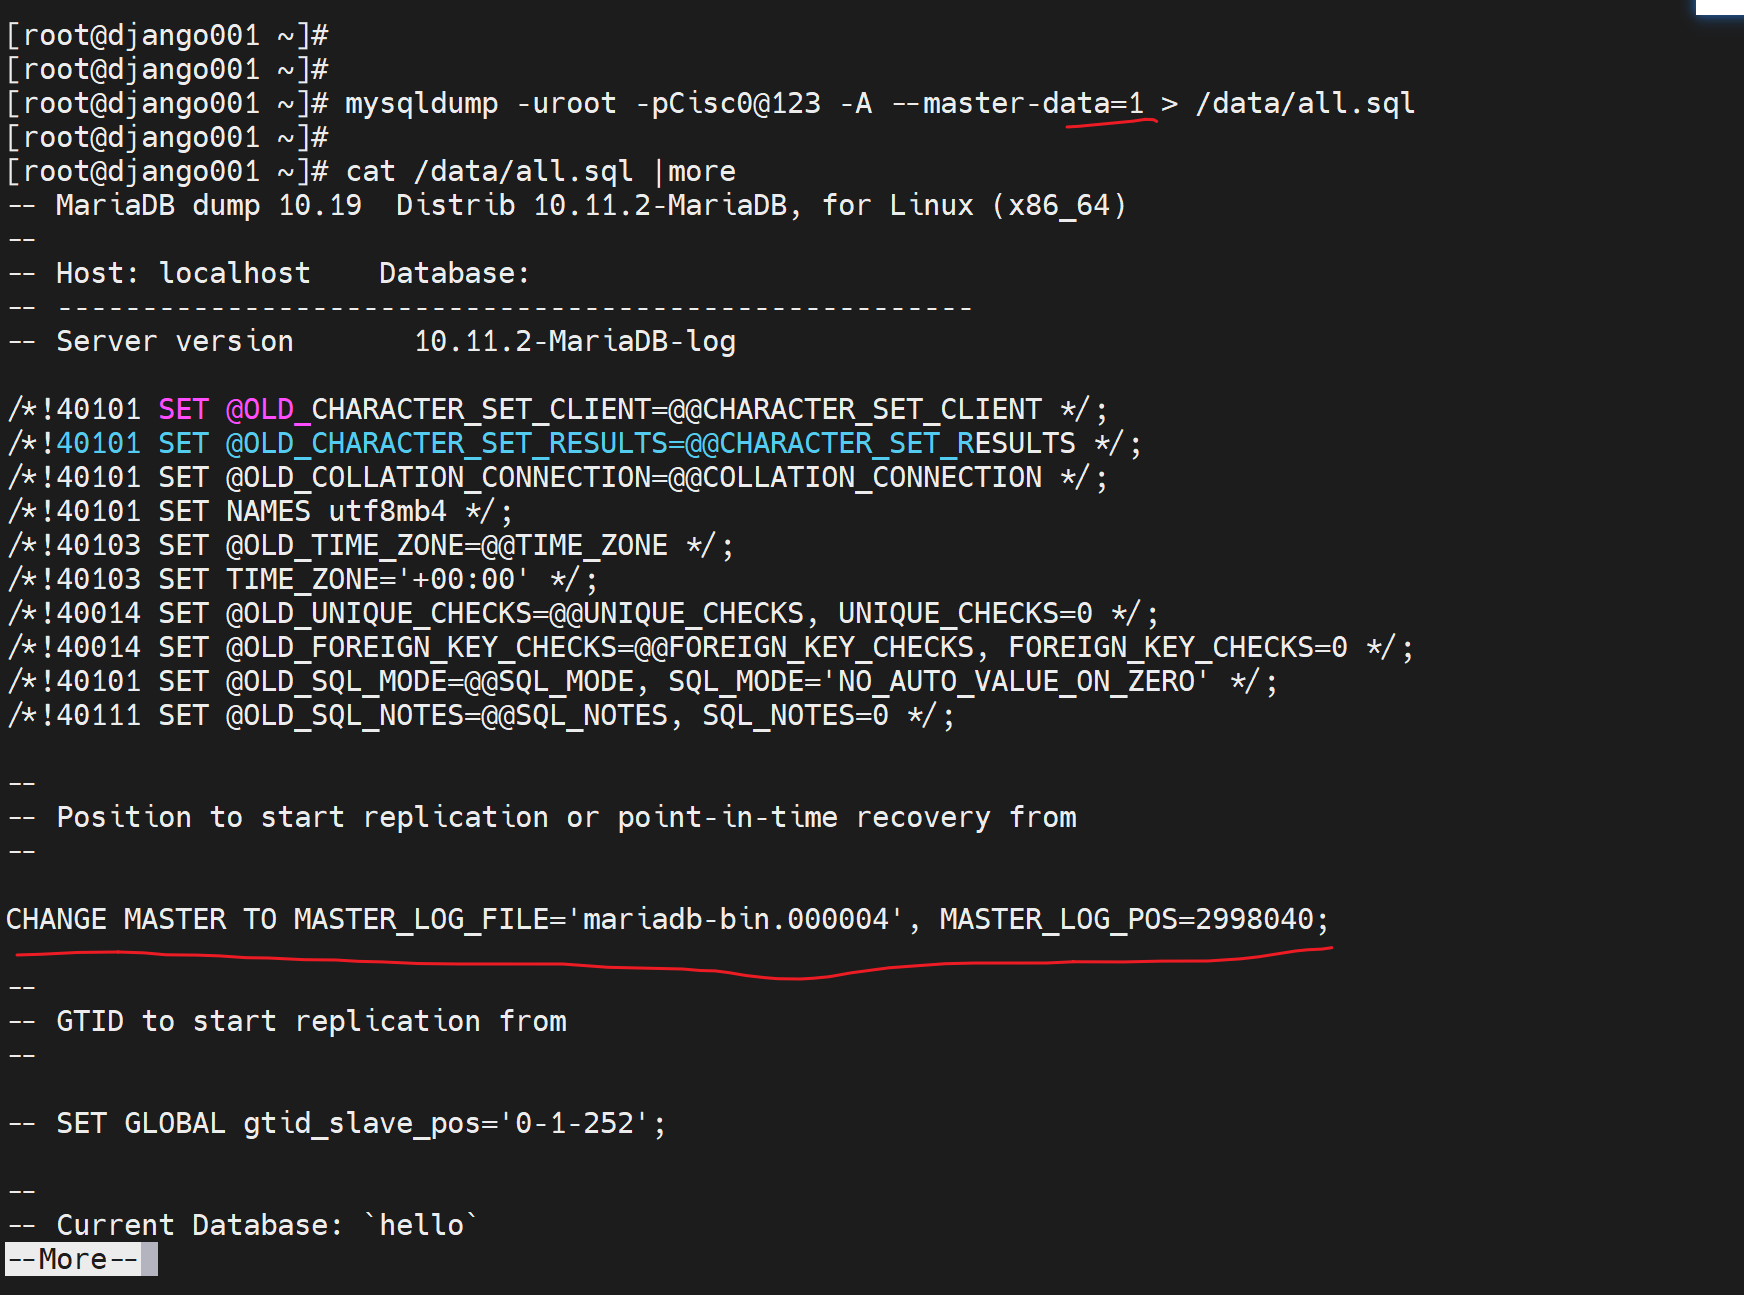 [root@django001 ~]#
[root@django001 ~]#
[root@django001 ~]# mysqldump -uroot -pCisc0@123 -A --master-data=1 > /data/all.sql
[root@django001 ~]#
[root@django001 ~]# cat /data/all.sql |more
-- MariaDB dump 10.19  Distrib 10.11.2-MariaDB, for Linux (x86_64)
--
-- Host: localhost    Database:
-- ------------------------------------------------------
-- Server version       10.11.2-MariaDB-log
/*!40101 SET @OLD_CHARACTER_SET_CLIENT=@@CHARACTER_SET_CLIENT */;
/*!40101 SET @OLD_CHARACTER_SET_RESULTS=@@CHARACTER_SET_RESULTS */;
/*!40101 SET @OLD_COLLATION_CONNECTION=@@COLLATION_CONNECTION */;
/*!40101 SET NAMES utf8mb4 */;
/*!40103 SET @OLD_TIME_ZONE=@@TIME_ZONE */;
/*!40103 SET TIME_ZONE='+00:00' */;
/*!40014 SET @OLD_UNIQUE_CHECKS=@@UNIQUE_CHECKS, UNIQUE_CHECKS=0 */;
/*!40014 SET @OLD_FOREIGN_KEY_CHECKS=@@FOREIGN_KEY_CHECKS, FOREIGN_KEY_CHECKS=0 */;
/*!40101 SET @OLD_SQL_MODE=@@SQL_MODE, SQL_MODE='NO_AUTO_VALUE_ON_ZERO' */;
/*!40111 SET @OLD_SQL_NOTES=@@SQL_NOTES, SQL_NOTES=0 */;
--
-- Position to start replication or point-in-time recovery from
--
CHANGE MASTER TO MASTER_LOG_FILE='mariadb-bin.000004', MASTER_LOG_POS=2998040;
--
-- GTID to start replication from
--
-- SET GLOBAL gtid_slave_pos='0-1-252';
--
-- Current Database: `hello`
--More--